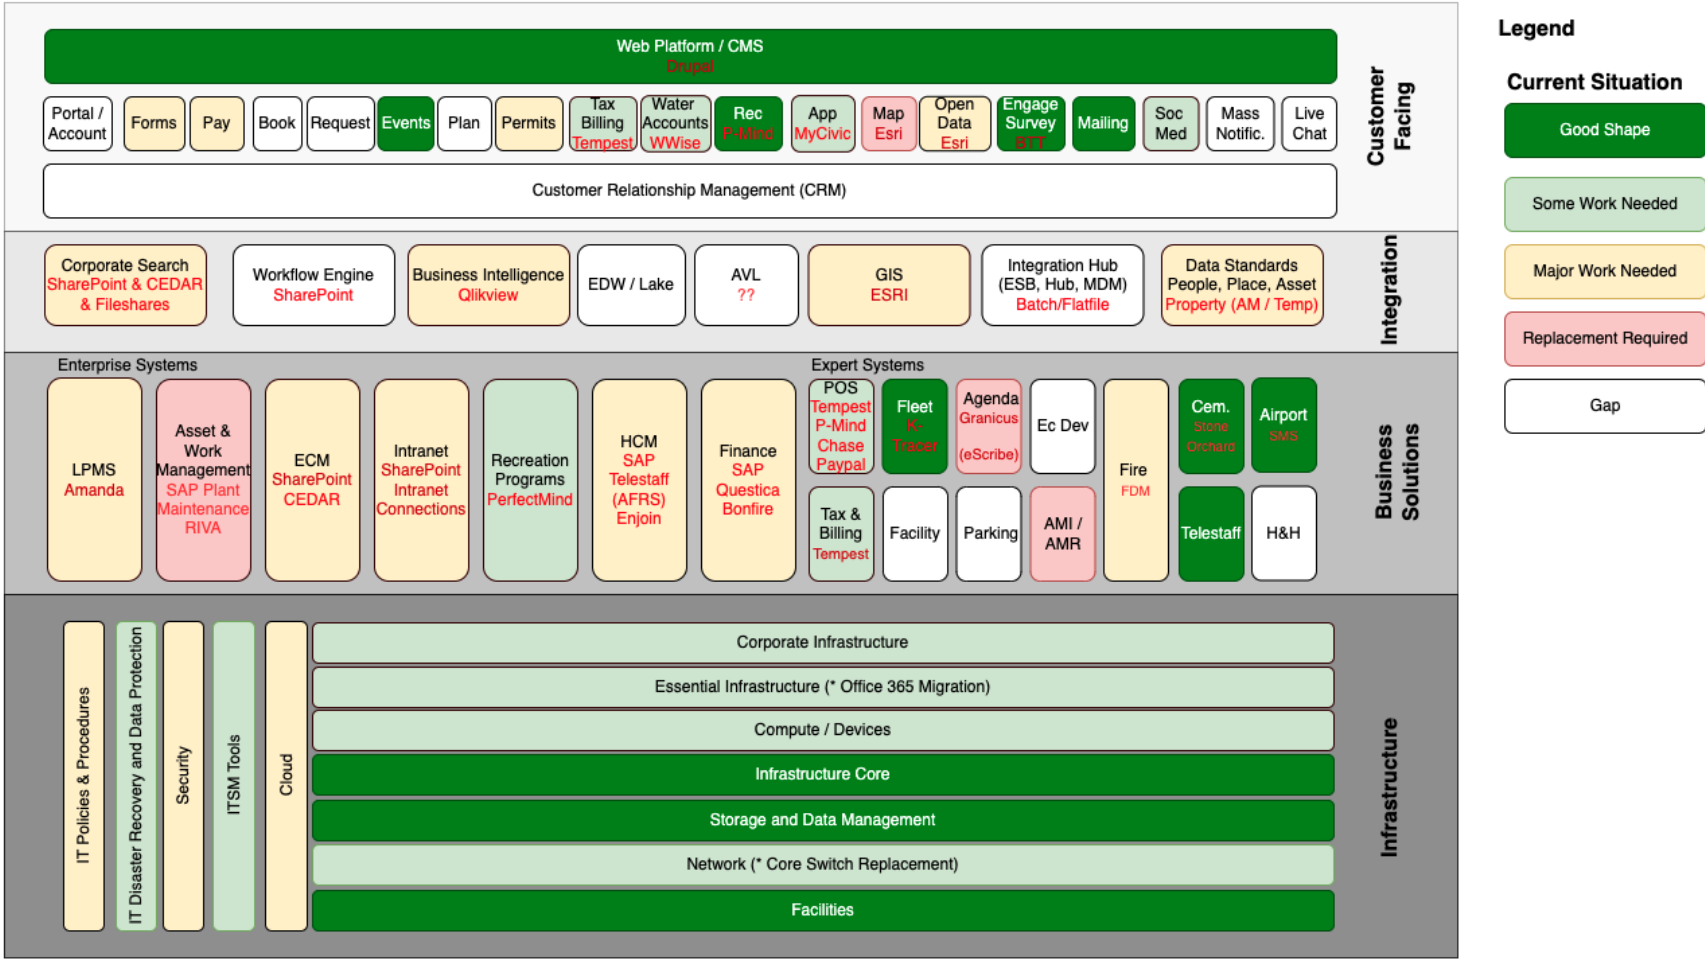 Web Platform / CMS
Drupal
Portal /
Account
Forms
Pay
Book
Request
Events
Plan
Permits
Tax
Billing
Tempest
Water
Accounts
WWise
Rec
P-Mind
App
MyCivic
Map
Esri
Open
Data
Esri
Engage
Survey
BTT
Mailing
Soc
Med
Mass
Notific.
Live
Chat
Customer Relationship Management (CRM)
Customer
Facing
Corporate Search
SharePoint & CEDAR
& Fileshares
Workflow Engine
SharePoint
Business Intelligence
Qlikview
EDW / Lake
AVL
??
GIS
ESRI
Integration Hub
(ESB, Hub, MDM)
Batch/Flatfile
Data Standards
People, Place, Asset
Property (AM / Temp)
Integration
Enterprise Systems
LPMS
Amanda
Asset &
Work
Management
SAP Plant
Maintenance
RIVA
ECM
SharePoint
CEDAR
Intranet
SharePoint
Intranet
Connections
Recreation
Programs
PerfectMind
HCM
SAP
Telestaff
(AFRS)
Enjoin
Finance
SAP
Questica
Bonfire
Expert Systems
POS
Tempest
P-Mind
Chase
Paypal
Fleet
K-
Tracer
Agenda
Granicus
(eScribe)
Ec Dev
Fire
FDM
Cem.
Stone
Orchard
Airport
SMS
Tax &
Billing
Tempest
Facility
Parking
AMI /
AMR
Telestaff
H&H
Business
Solutions
IT Policies & Procedures
IT Disaster Recovery and Data Protection
Security
ITSM Tools
Cloud
Corporate Infrastructure
Essential Infrastructure (* Office 365 Migration)
Compute / Devices
Infrastructure Core
Storage and Data Management
Network (* Core Switch Replacement)
Facilities
Infrastructure
Legend
Current Situation
Good Shape
Some Work Needed
Major Work Needed
Replacement Required
Gap